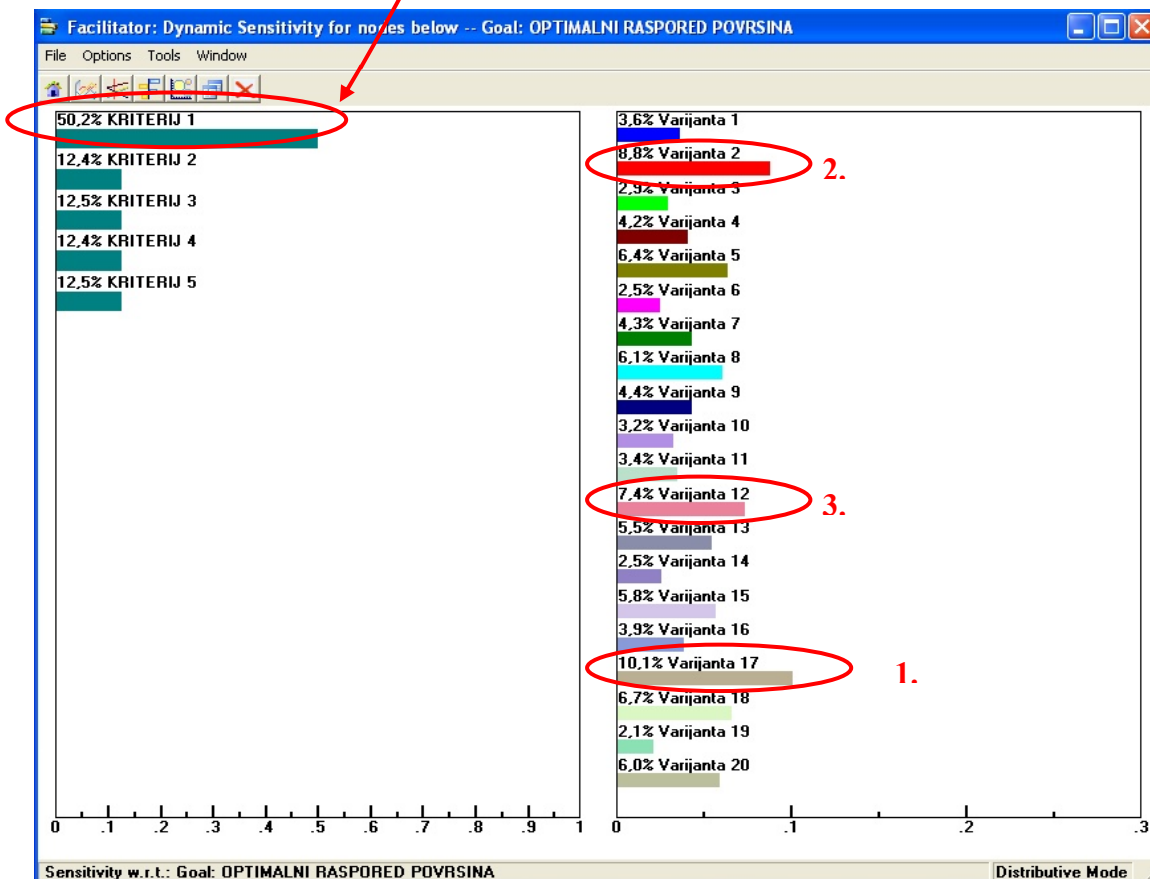 Facilitator: Dynamic Sensitivity for nodes below -- Goal: OPTIMALNI RASPORED POVRSINA
File Options Tools Window
50,2% KRITERIJ 1
12,4% KRITERIJ 2
12,5% KRITERIJ 3
12,4% KRITERIJ 4
12,5% KRITERIJ 5
0 .1 .2 .3 .4 .5 .6 .7 .8 .9 1
3,6% Varijanta 1
8,8% Varijanta 2
2.
2,9% Varijanta 3
4,2% Varijanta 4
6,4% Varijanta 5
2,5% Varijanta 6
4,3% Varijanta 7
6,1% Varijanta 8
4,4% Varijanta 9
3,2% Varijanta 10
3,4% Varijanta 11
7,4% Varijanta 12
3.
5,5% Varijanta 13
2,5% Varijanta 14
5,8% Varijanta 15
3,9% Varijanta 16
10,1% Varijanta 17
1.
6,7% Varijanta 18
2,1% Varijanta 19
6,0% Varijanta 20
0 .1 .2 .3
Sensitivity w.r.t.: Goal: OPTIMALNI RASPORED POVRSINA
Distributive Mode